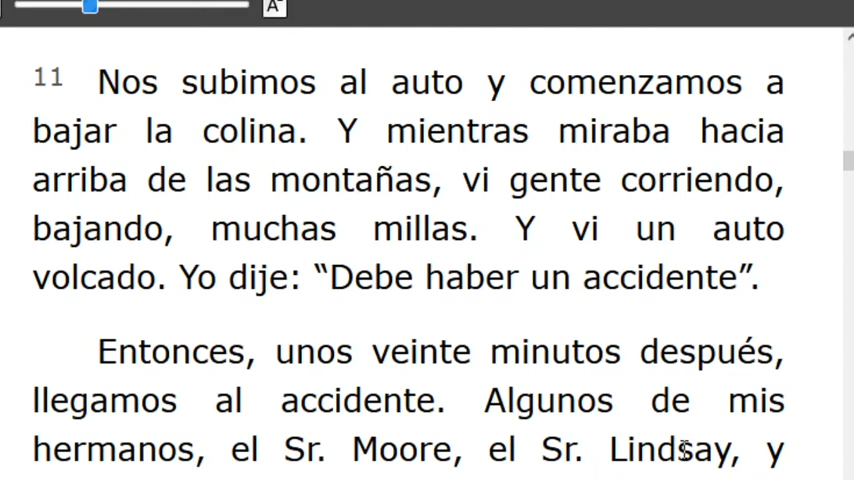 A
11 Nos subimos al auto y comenzamos a
bajar la colina. Y mientras miraba hacia
arriba de las montañas, vi gente corriendo,
bajando, muchas millas. Y vi un auto
volcado. Yo dije: “Debe haber un accidente”.
Entonces, unos veinte minutos después,
llegamos al accidente. Algunos de mis
hermanos, el Sr. Moore, el Sr. Lindsay, y